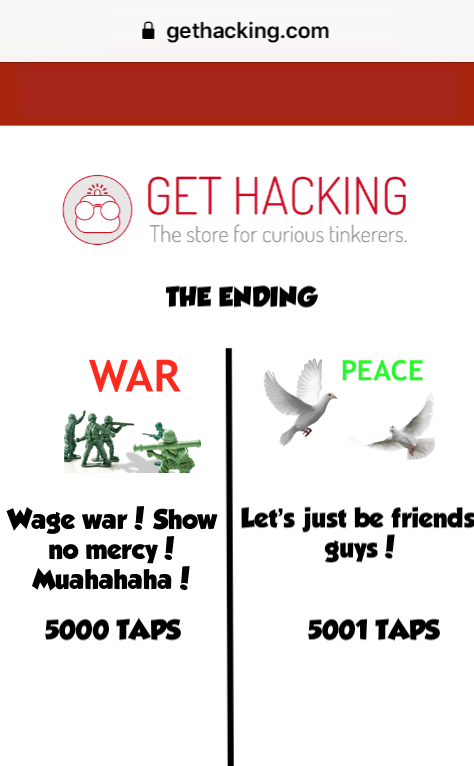 gethacking.com
GET HACKING
The store for curious tinkerers.
THE ENDING
WAR
Wage war! Show
no mercy!
Muahahaha!
5000 TAPS
PEACE
Let's just be friends
guys!
5001 TAPS